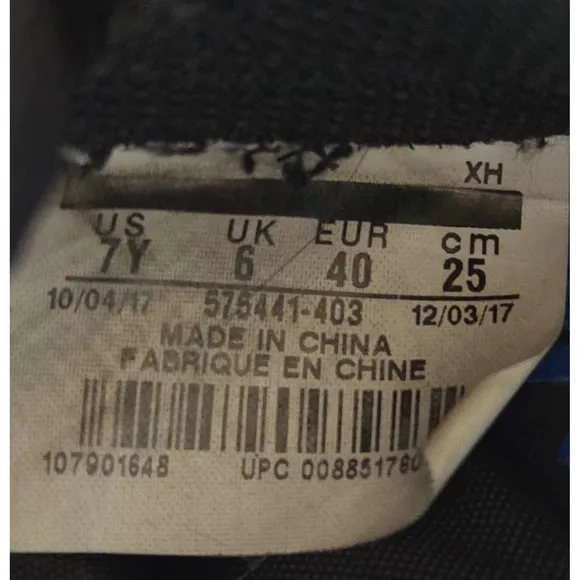 XH
US UK EUR cm
7Y 6 40 25
10/04/17 575441-403 12/03/17
MADE IN CHINA
FABRIQUE EN CHINE
107901648 UPC 00885176